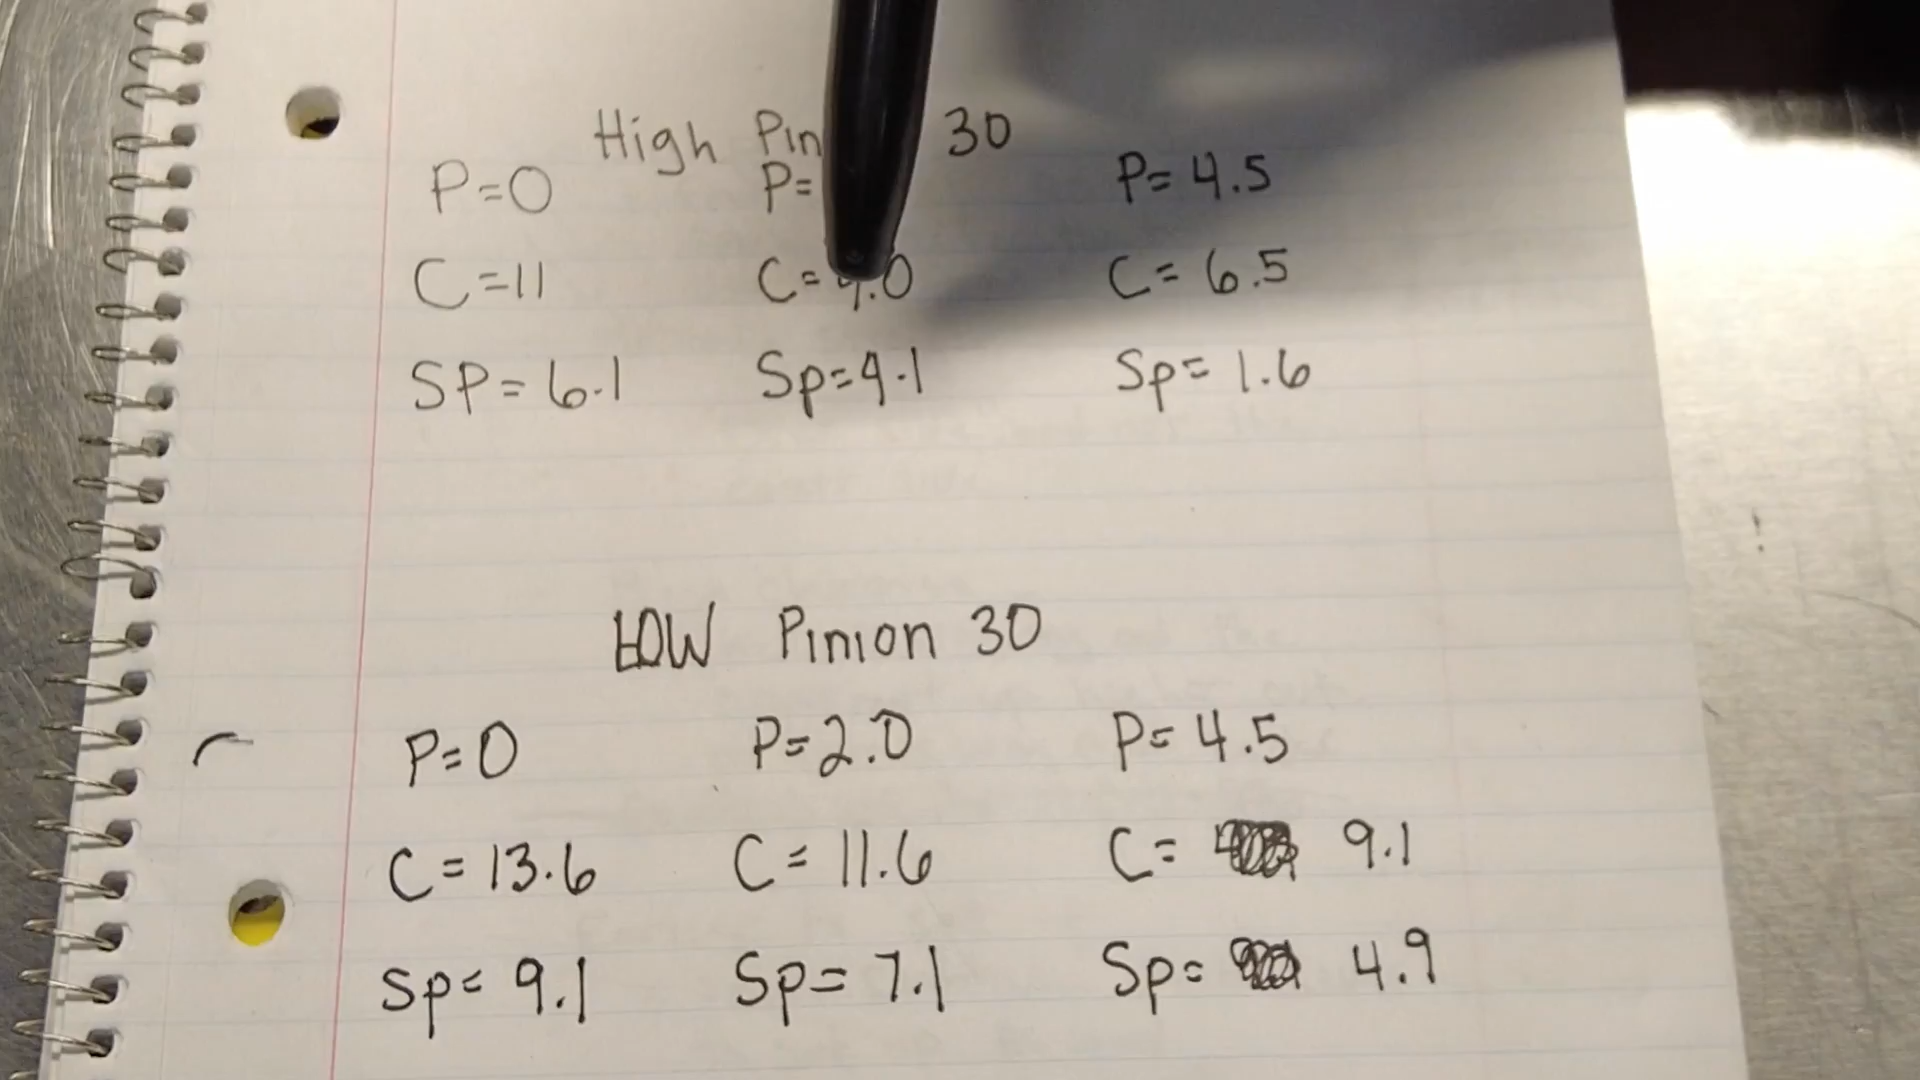 High Pin 30
P=0 P= P=4.5
C=11 C= 9.0 C= 6.5
SP=6.1 Sp=4.1 Sp=1.6
LOW Pinion 30
P=0 P=2.0 P=4.5
C=13.6 C=11.6 C= 9.1
Sp=9.1 Sp=7.1 Sp= 4.9